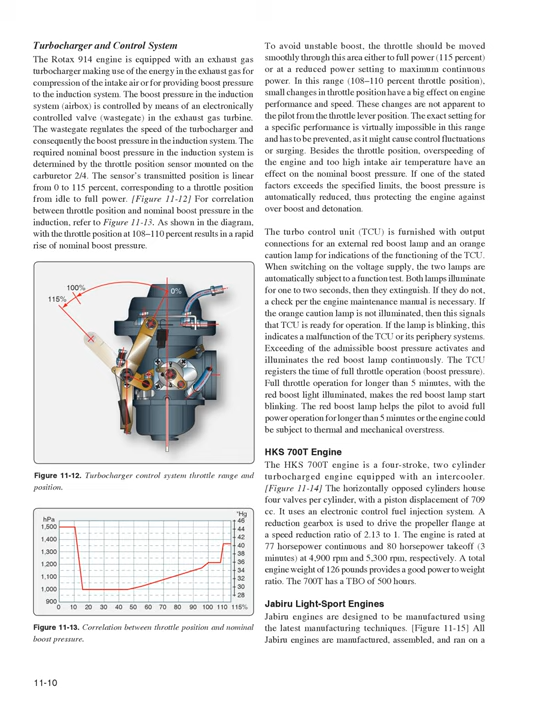 Turbocharger and Control System
The Rotax 914 engine is equipped with an exhaust gas
turbocharger making use of the energy in the exhaust gas for
compression of the intake air or for providing boost pressure
to the induction system. The boost pressure in the induction
system (airbox) is controlled by means of an electronically
controlled valve (wastegate) in the exhaust gas turbine.
The wastegate regulates the speed of the turbocharger and
consequently the boost pressure in the induction system. The
required nominal boost pressure in the induction system is
determined by the throttle position sensor mounted on the
carburetor 2/4. The sensor's transmitted position is linear
from 0 to 115 percent, corresponding to a throttle position
from idle to full power. [Figure 11-12] For correlation
between throttle position and nominal boost pressure in the
induction, refer to Figure 11-13. As shown in the diagram,
with the throttle position at 108–110 percent results in a rapid
rise of nominal boost pressure.
100%
0%
115%
Figure 11-12. Turbocharger control system throttle range and
position.
hPa
"Hg
1,500
1,400
1,300
1,200
1,100
1,000
900
46
44
42
40
38
36
34
32
30
28
0 10 20 30 40 50 60 70 80 90 100 110 115%
Figure 11-13. Correlation between throttle position and nominal
boost pressure.
To avoid unstable boost, the throttle should be moved
smoothly through this area either to full power (115 percent)
or at a reduced power setting to maximum continuous
power. In this range (108–110 percent throttle position),
small changes in throttle position have a big effect on engine
performance and speed. These changes are not apparent to
the pilot from the throttle lever position. The exact setting for
a specific performance is virtually impossible in this range
and has to be prevented, as it might cause control fluctuations
or surging. Besides the throttle position, overspeeding of
the engine and too high intake air temperature have an
effect on the nominal boost pressure. If one of the stated
factors exceeds the specified limits, the boost pressure is
automatically reduced, thus protecting the engine against
over boost and detonation.
The turbo control unit (TCU) is furnished with output
connections for an external red boost lamp and an orange
caution lamp for indications of the functioning of the TCU.
When switching on the voltage supply, the two lamps are
automatically subject to a function test. Both lamps illuminate
for one to two seconds, then they extinguish. If they do not,
a check per the engine maintenance manual is necessary. If
the orange caution lamp is not illuminated, then this signals
that TCU is ready for operation. If the lamp is blinking, this
indicates a malfunction of the TCU or its periphery systems.
Exceeding of the admissible boost pressure activates and
illuminates the red boost lamp continuously. The TCU
registers the time of full throttle operation (boost pressure).
Full throttle operation for longer than 5 minutes, with the
red boost light illuminated, makes the red boost lamp start
blinking. The red boost lamp helps the pilot to avoid full
power operation for longer than 5 minutes or the engine could
be subject to thermal and mechanical overstress.
HKS 700T Engine
The HKS 700T engine is a four-stroke, two cylinder
turbocharged engine equipped with an intercooler.
[Figure 11-14] The horizontally opposed cylinders house
four valves per cylinder, with a piston displacement of 709
cc. It uses an electronic control fuel injection system. A
reduction gearbox is used to drive the propeller flange at
a speed reduction ratio of 2.13 to 1. The engine is rated at
77 horsepower continuous and 80 horsepower takeoff (3
minutes) at 4,900 rpm and 5,300 rpm, respectively. A total
engine weight of 126 pounds provides a good power to weight
ratio. The 700T has a TBO of 500 hours.
Jabiru Light-Sport Engines
Jabiru engines are designed to be manufactured using
the latest manufacturing techniques. [Figure 11-15] All
Jabiru engines are manufactured, assembled, and ran on a
11-10